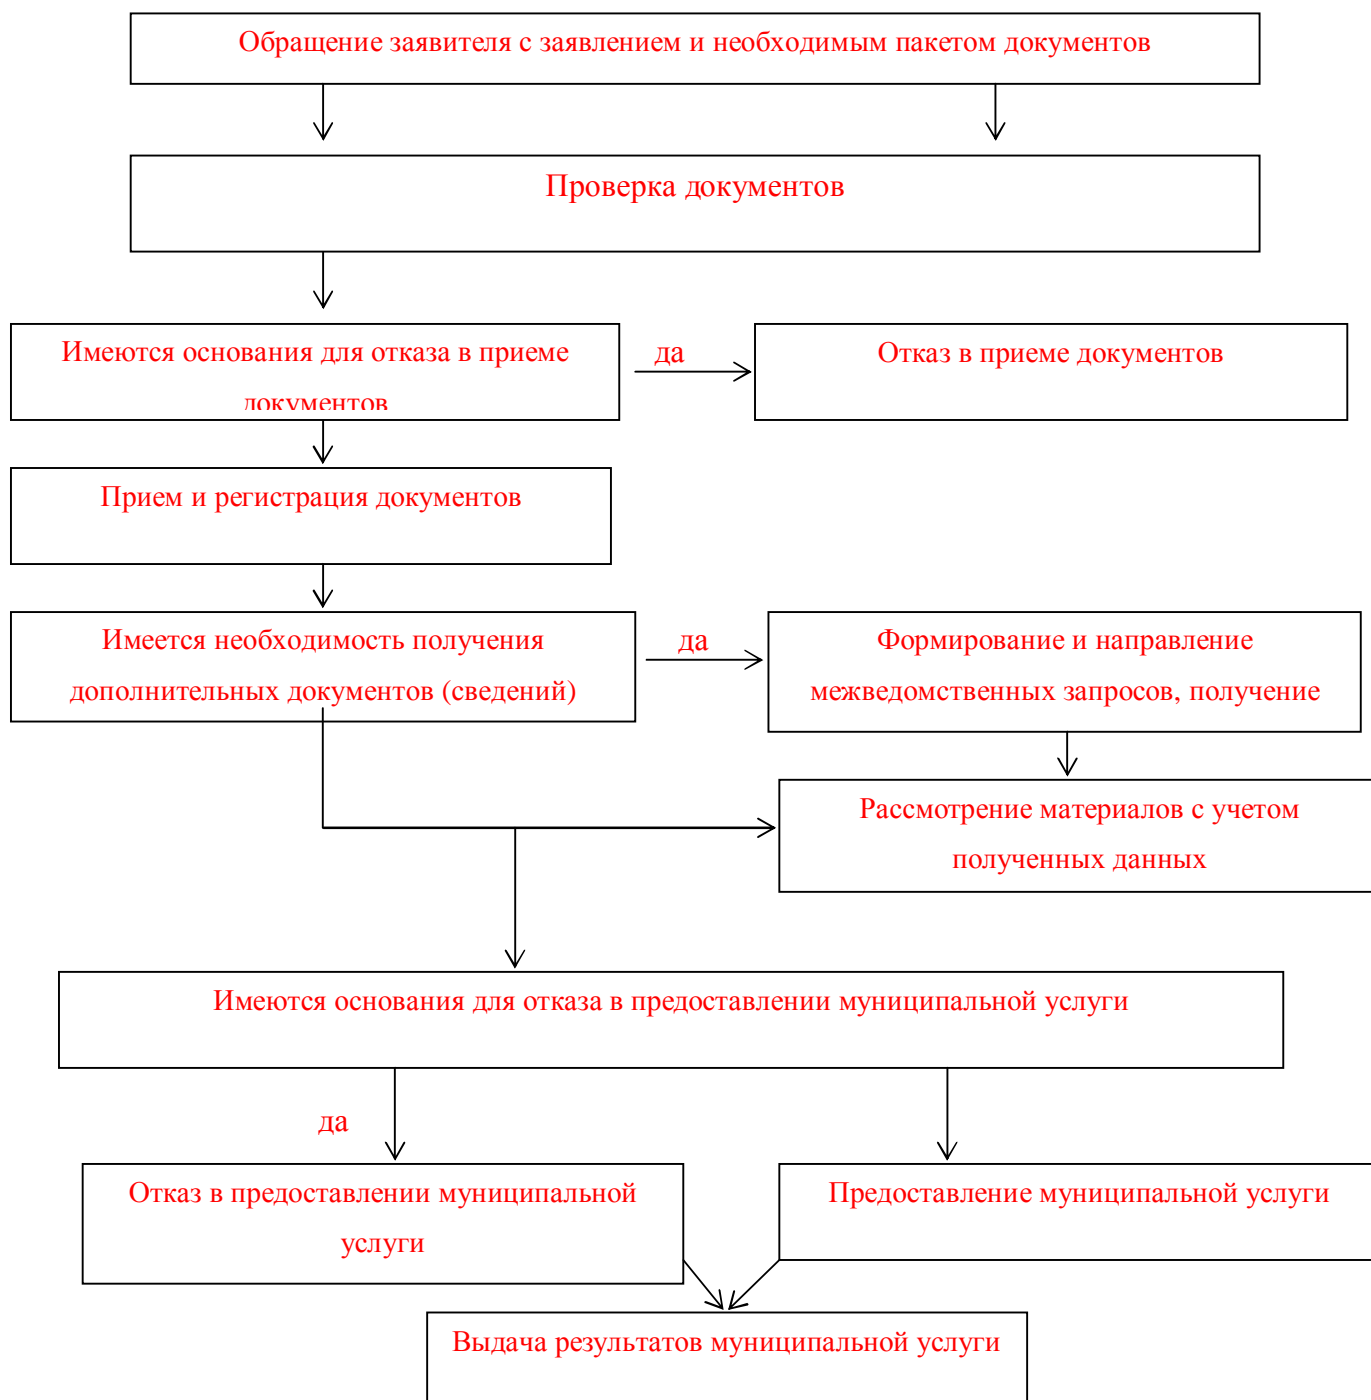 Обращение заявителя с заявлением и необходимым пакетом документов
Проверка документов
Имеются основания для отказа в приеме
документов
да
Отказ в приеме документов
Прием и регистрация документов
Имеется необходимость получения
дополнительных документов (сведений)
да
Формирование и направление
межведомственных запросов, получение
Рассмотрение материалов с учетом
полученных данных
Имеются основания для отказа в предоставлении муниципальной услуги
да
Отказ в предоставлении муниципальной
услуги
Предоставление муниципальной услуги
Выдача результатов муниципальной услуги